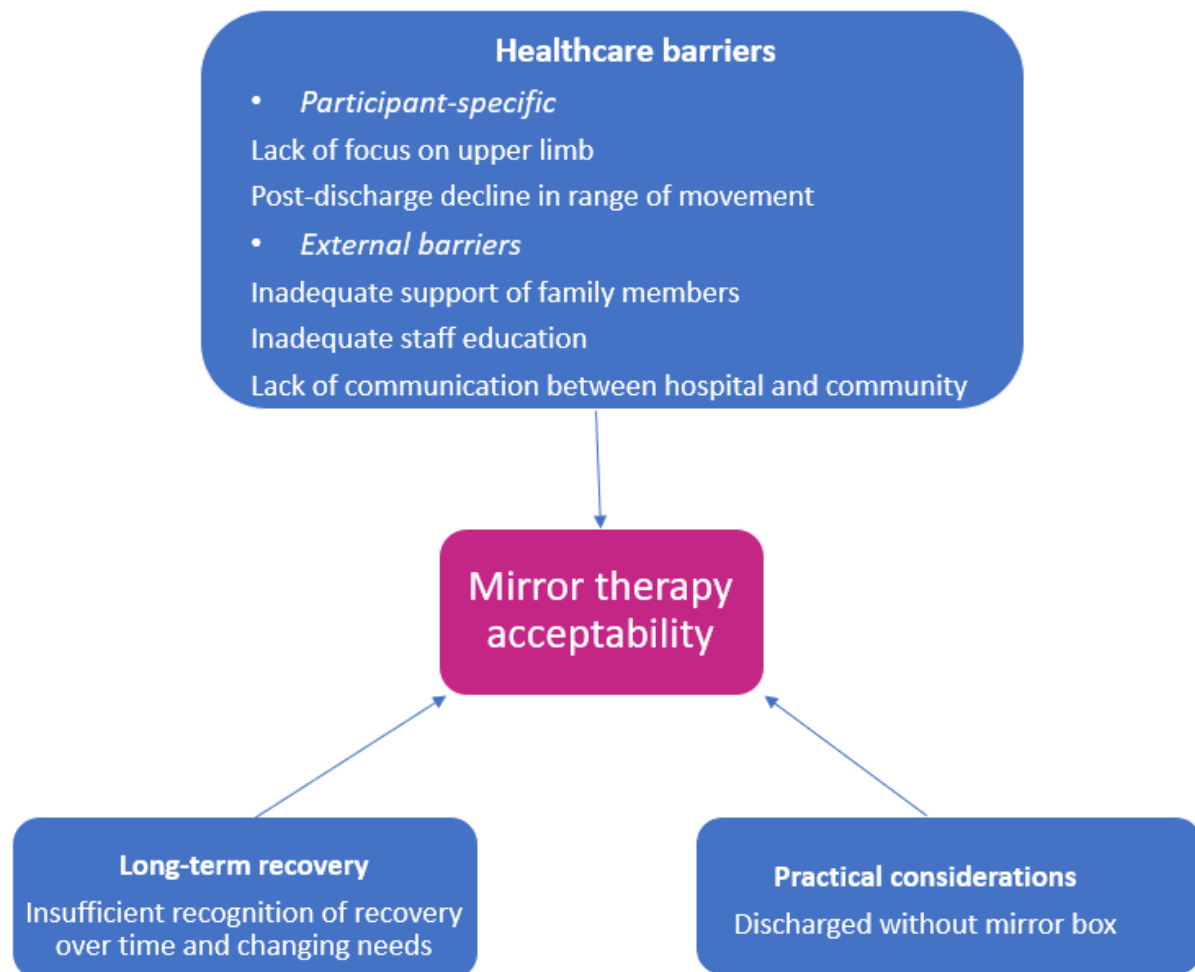 Healthcare barriers
• Participant-specific
Lack of focus on upper limb
Post-discharge decline in range of movement
• External barriers
Inadequate support of family members
Inadequate staff education
Lack of communication between hospital and community
Mirror therapy
acceptability
Long-term recovery
Insufficient recognition of recovery
over time and changing needs
Practical considerations
Discharged without mirror box